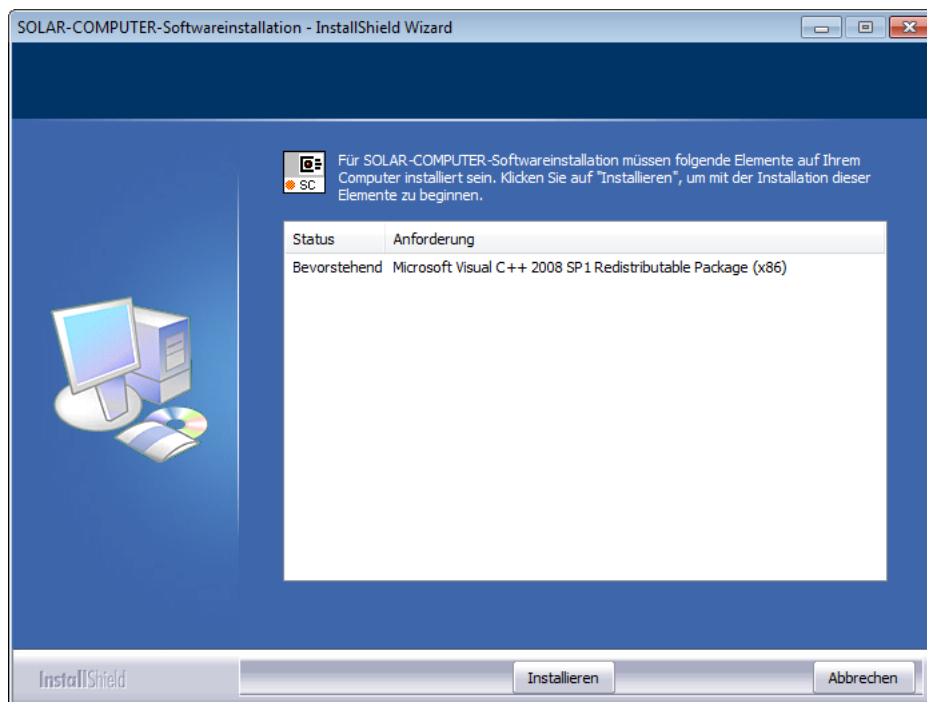 SOLAR-COMPUTER-Softwareinstallation - InstallShield Wizard
SC
Für SOLAR-COMPUTER-Softwareinstallation müssen folgende Elemente auf Ihrem
Computer installiert sein. Klicken Sie auf "Installieren", um mit der Installation dieser
Elemente zu beginnen.
Status Anforderung
Bevorstehend Microsoft Visual C++ 2008 SP1 Redistributable Package (x86)
InstallShield
Installieren
Abbrechen